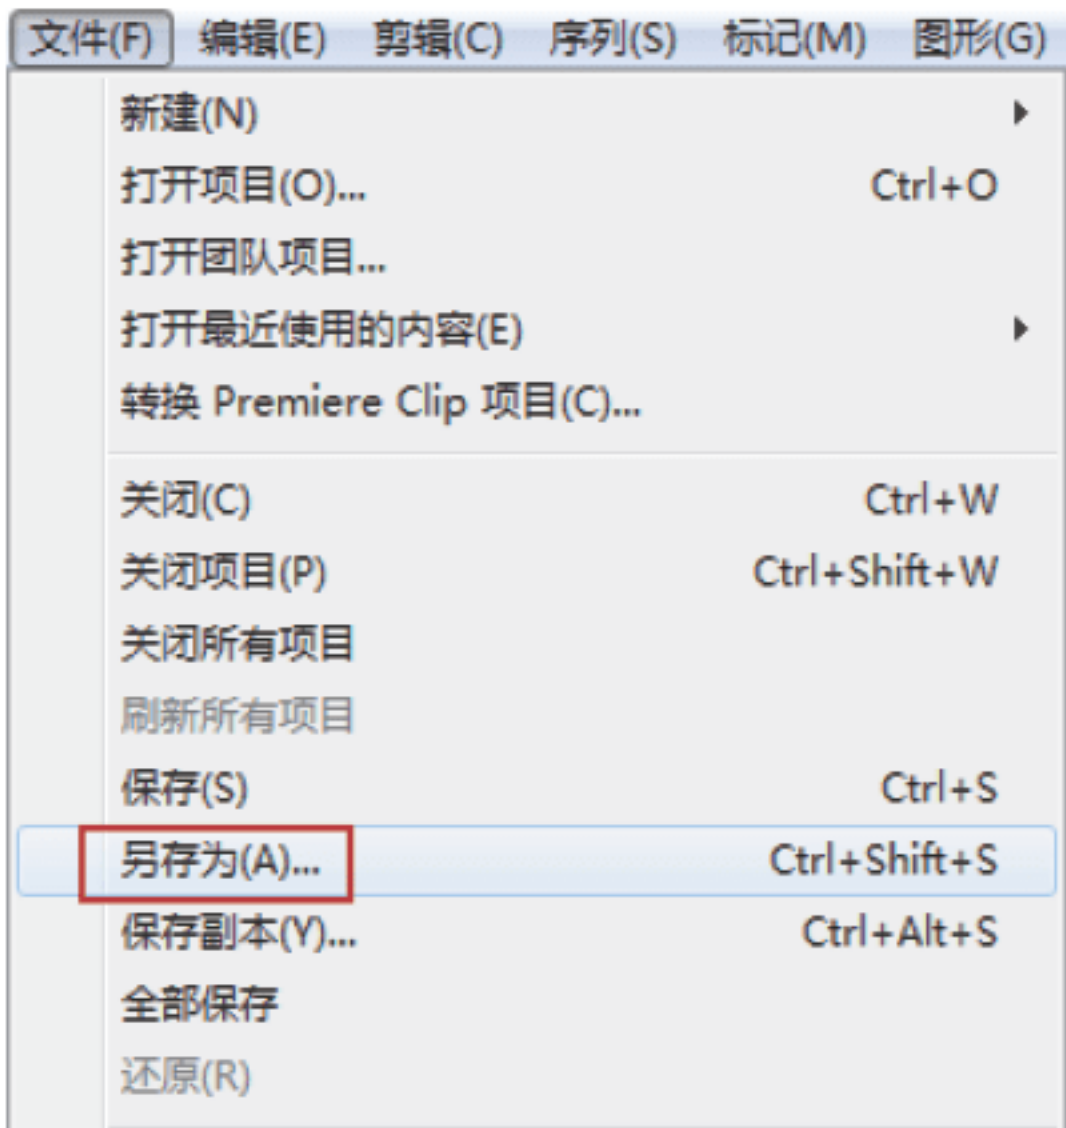 文件(F) 编辑(E) 剪辑(C) 序列(S) 标记(M) 图形(G)
新建(N)
打开项目(O)... Ctrl+O
打开团队项目...
打开最近使用的内容(E)
转换 Premiere Clip 项目(C)...
关闭(C) Ctrl+W
关闭项目(P) Ctrl+Shift+W
关闭所有项目
刷新所有项目
保存(S) Ctrl+S
另存为(A)... Ctrl+Shift+S
保存副本(Y)... Ctrl+Alt+S
全部保存
还原(R)